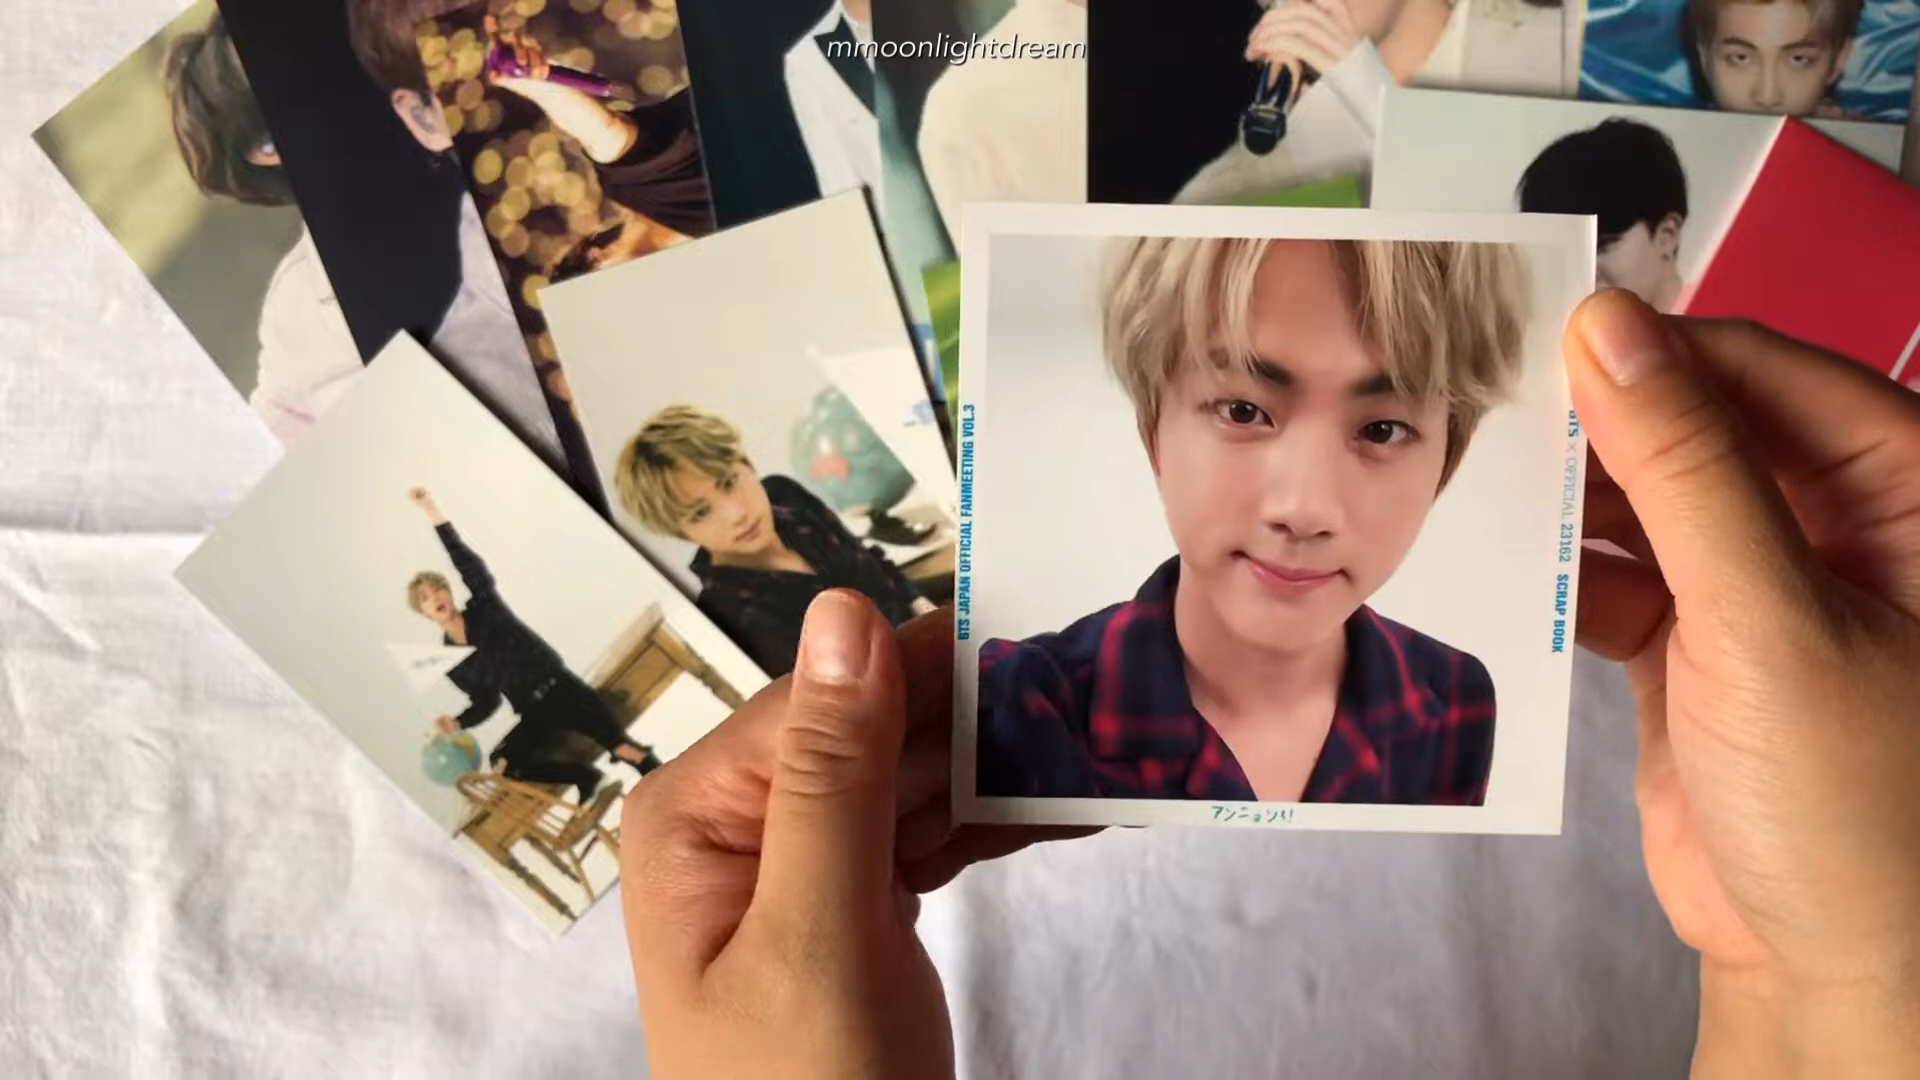 mmoonlightdream
BTS JAPAN OFFICIAL FANMEETING VOL.3
BTS × OFFICIAL 23162 SCRAP BOOK
アンニョン!!